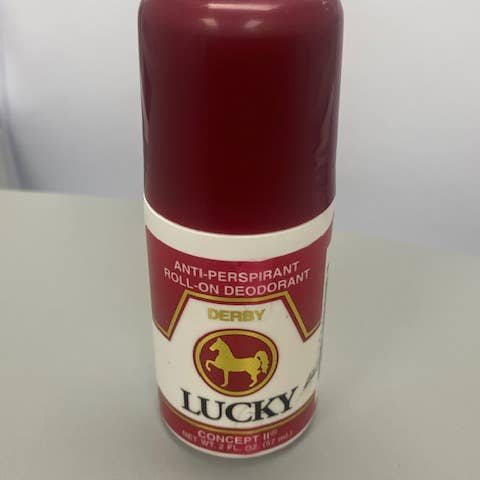 ANTI-PERSPIRANT
ROLL-ON DEODORANT
DERBY
LUCKY
CONCEPT II®
NET WT. 2 FL. OZ. (57 mL)